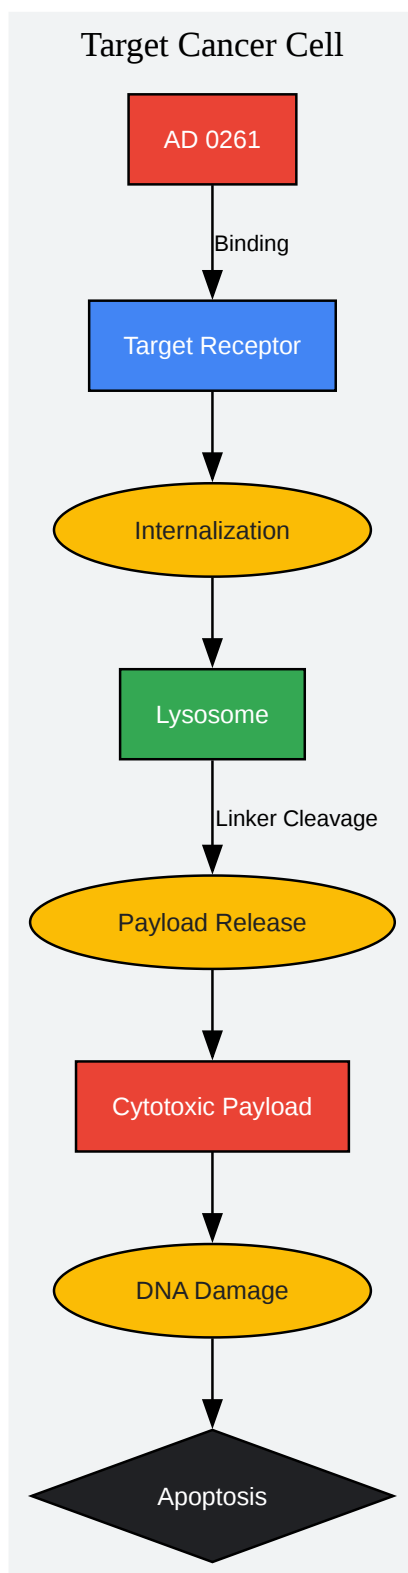 Target Cancer Cell
AD 0261
Binding
Target Receptor
Internalization
Lysosome
Linker Cleavage
Payload Release
Cytotoxic Payload
DNA Damage
Apoptosis